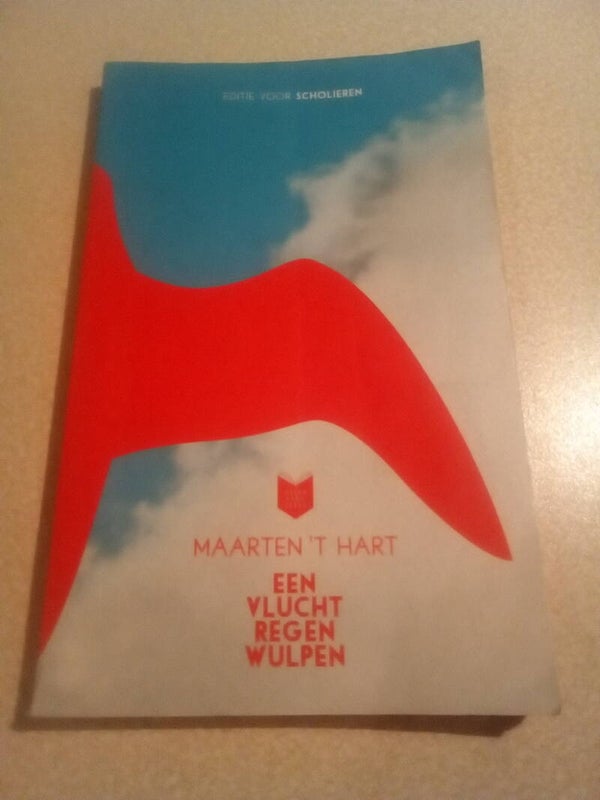 EDITIE VOOR SCHOLIEREN
MAARTEN 'T HART
EEN
VLUCHT
REGEN
WULPEN